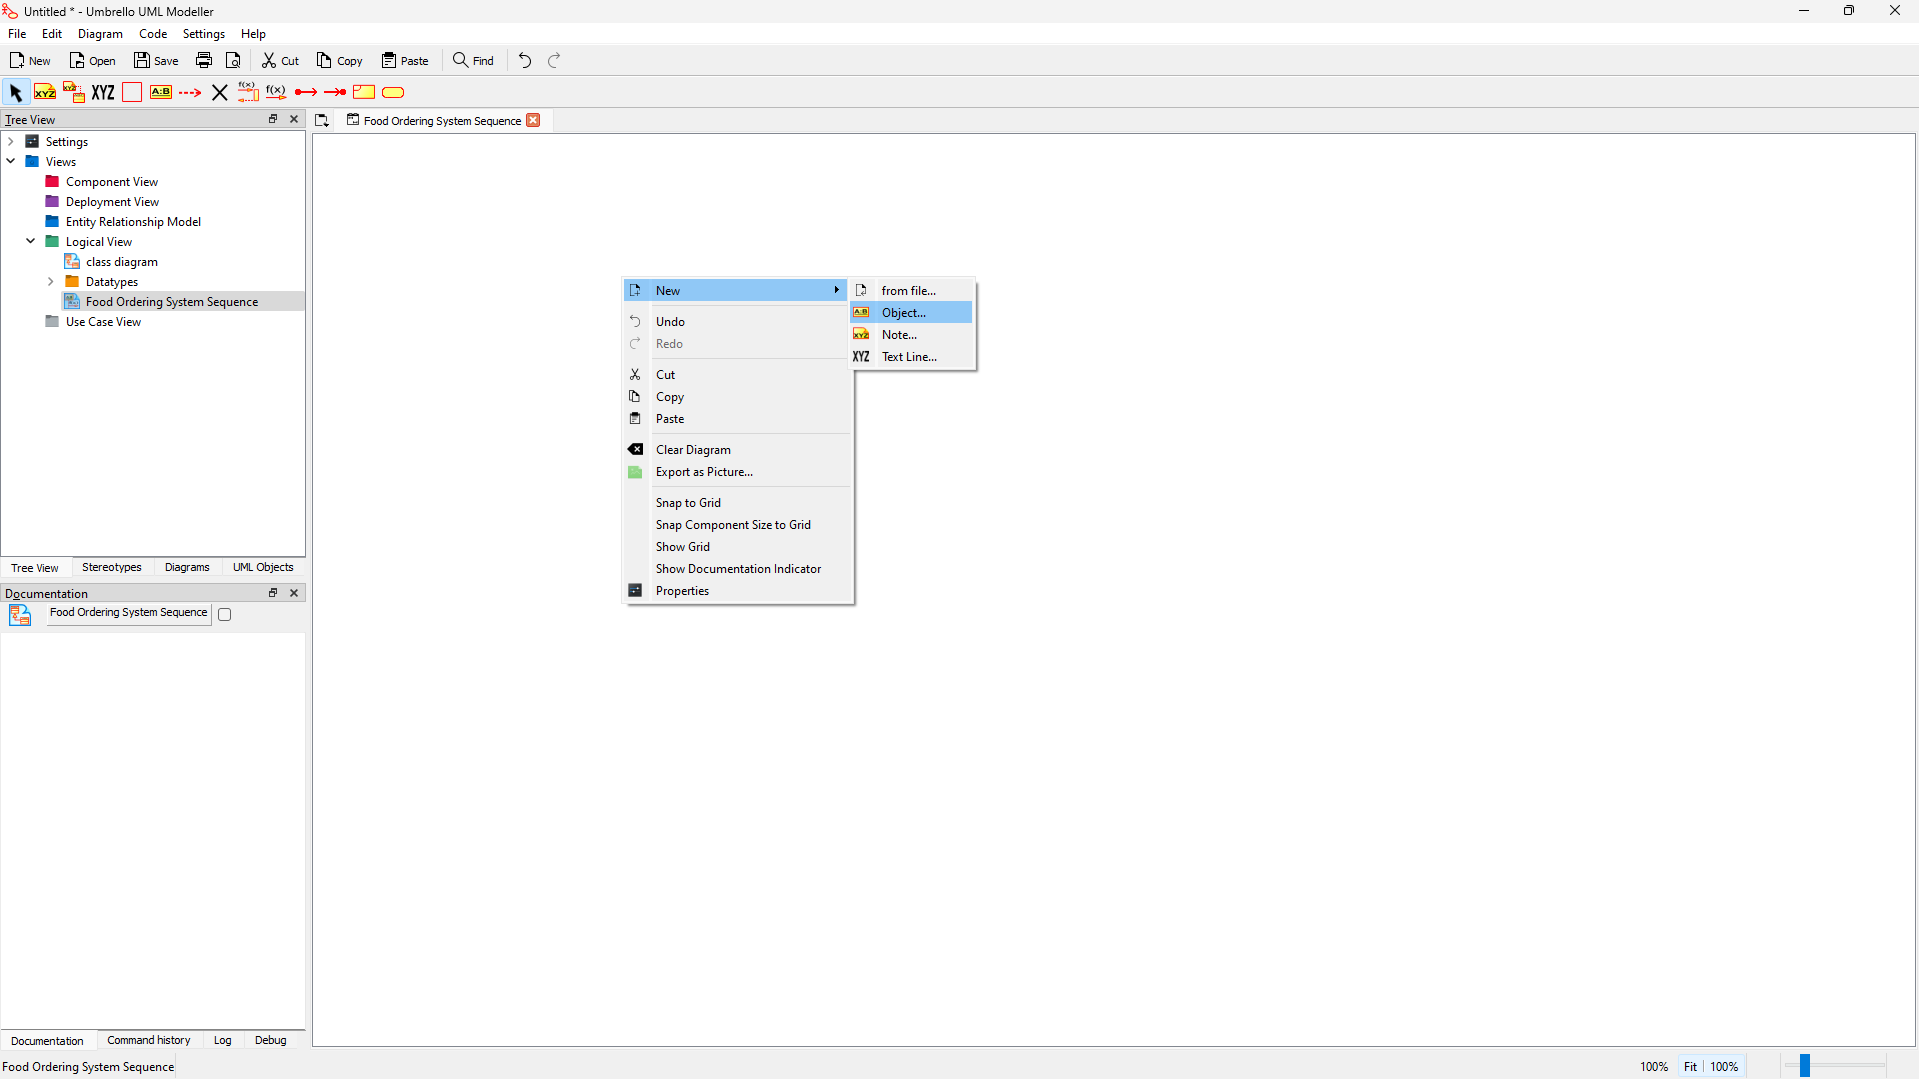 Untitled * - Umbrello UML Modeller
File Edit Diagram Code Settings Help
New Open Save Cut Copy Paste Find
XYZ XYZ XYZ A:B f(x) f(x)
Tree View
Food Ordering System Sequence
Settings
Views
Component View
Deployment View
Entity Relationship Model
Logical View
class diagram
Datatypes
Food Ordering System Sequence
Use Case View
New
Undo
Redo
Cut
Copy
Paste
Clear Diagram
Export as Picture...
Snap to Grid
Snap Component Size to Grid
Show Grid
Show Documentation Indicator
Properties
from file...
A:B Object...
XYZ Note...
XYZ Text Line...
Tree View Stereotypes Diagrams UML Objects
Documentation
Food Ordering System Sequence
Documentation Command history Log Debug
Food Ordering System Sequence
100% Fit 100%